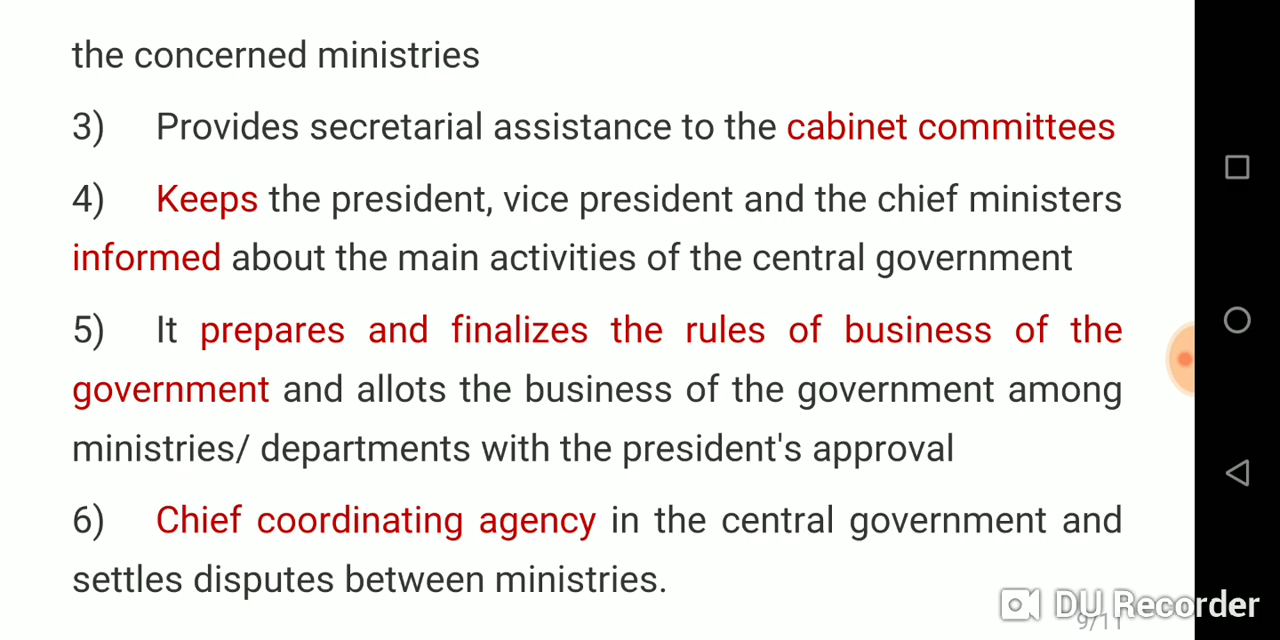 the concerned ministries
3) Provides secretarial assistance to the cabinet committees
4) Keeps the president, vice president and the chief ministers
informed about the main activities of the central government
5) It prepares and finalizes the rules of business of the
government and allots the business of the government among
ministries/ departments with the president's approval
6) Chief coordinating agency in the central government and
settles disputes between ministries.
DU Recorder
9/11